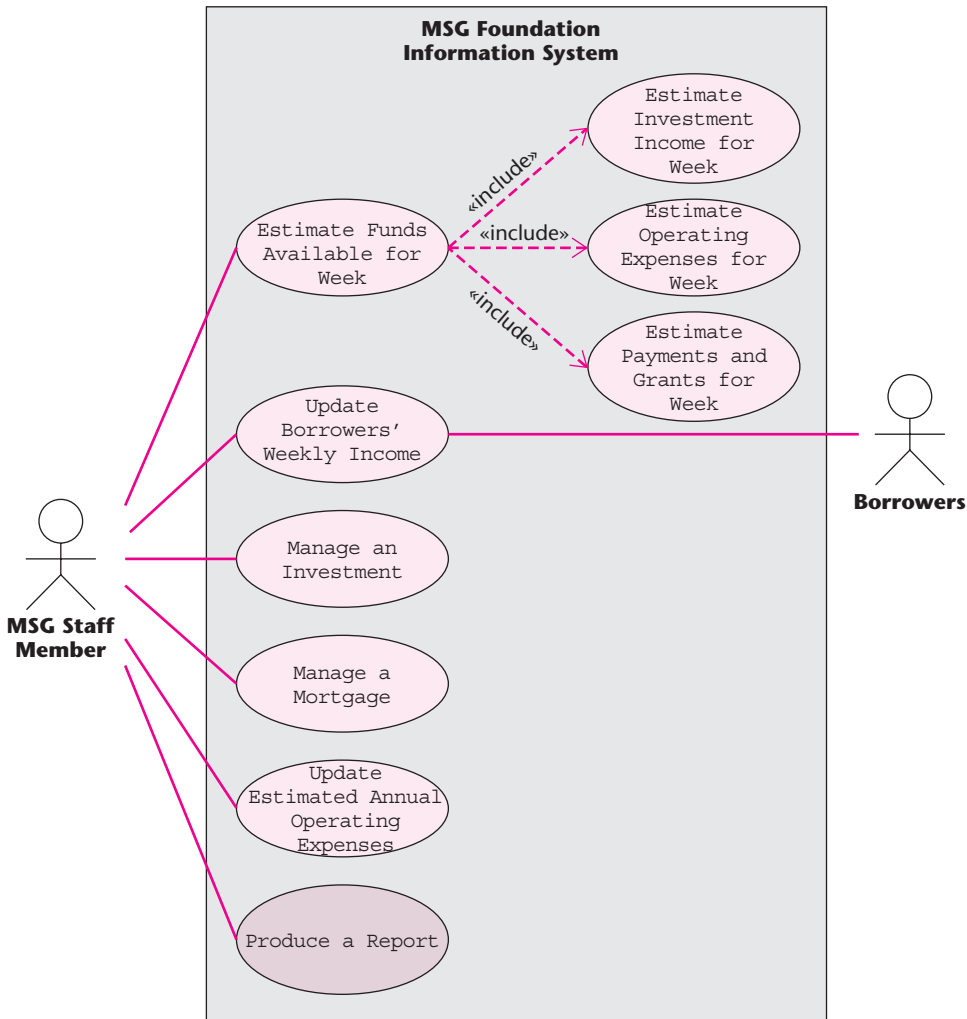 MSG Foundation
Information System
Estimate
Investment
Income for
Week
«include»
Estimate Funds
Available for
Week
«include»
Estimate
Operating
Expenses for
Week
«include»
Estimate
Payments and
Grants for
Week
Update
Borrowers’
Weekly Income
Borrowers
Manage an
Investment
MSG Staff
Member
Manage a
Mortgage
Update
Estimated Annual
Operating
Expenses
Produce a Report